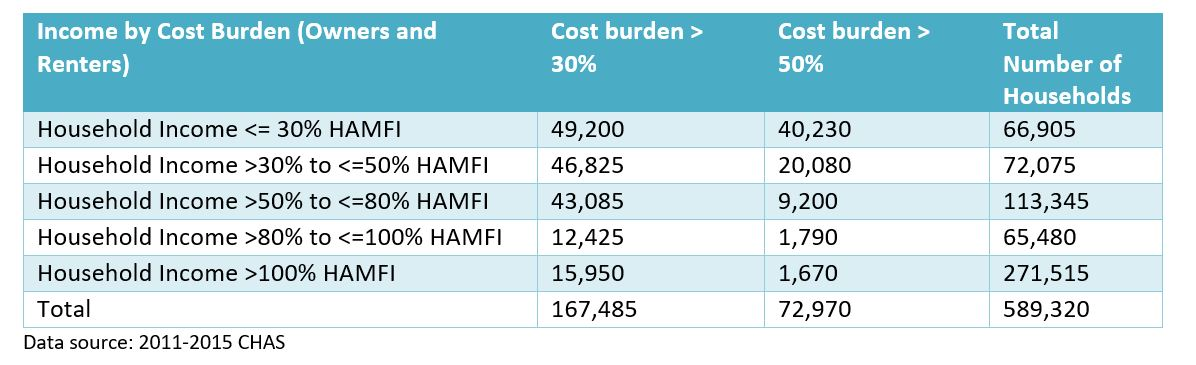 Income by Cost Burden (Owners and Renters) Cost burden > 30% Cost burden > 50% Total Number of Households
Household Income <= 30% HAMFI 49,200 40,230 66,905
Household Income >30% to <=50% HAMFI 46,825 20,080 72,075
Household Income >50% to <=80% HAMFI 43,085 9,200 113,345
Household Income >80% to <=100% HAMFI 12,425 1,790 65,480
Household Income >100% HAMFI 15,950 1,670 271,515
Total 167,485 72,970 589,320
Data source: 2011-2015 CHAS